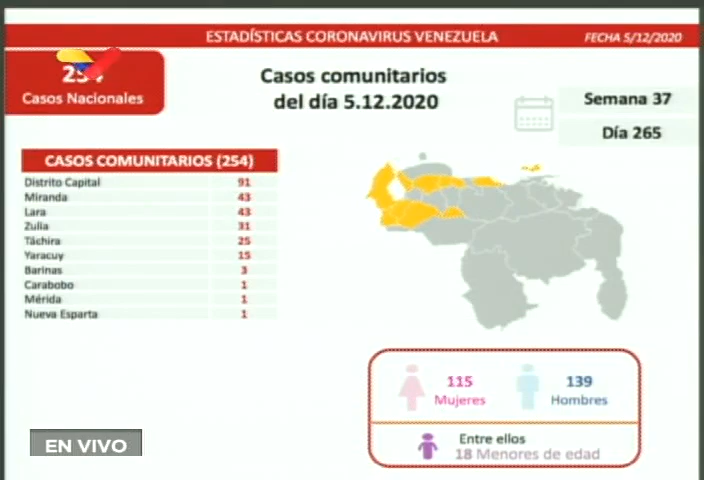 ESTADÍSTICAS CORONAVIRUS VENEZUELA
FECHA 5/12/2020
Casos Nacionales
Casos comunitarios
del día 5.12.2020
Semana 37
Día 265
CASOS COMUNITARIOS (254)
Distrito Capital 91
Miranda 43
Lara 43
Zulia 31
Táchira 25
Yaracuy 15
Barinas 3
Carabobo 1
Mérida 1
Nueva Esparta 1
115
Mujeres
139
Hombres
Entre ellos
18 Menores de edad
EN VIVO